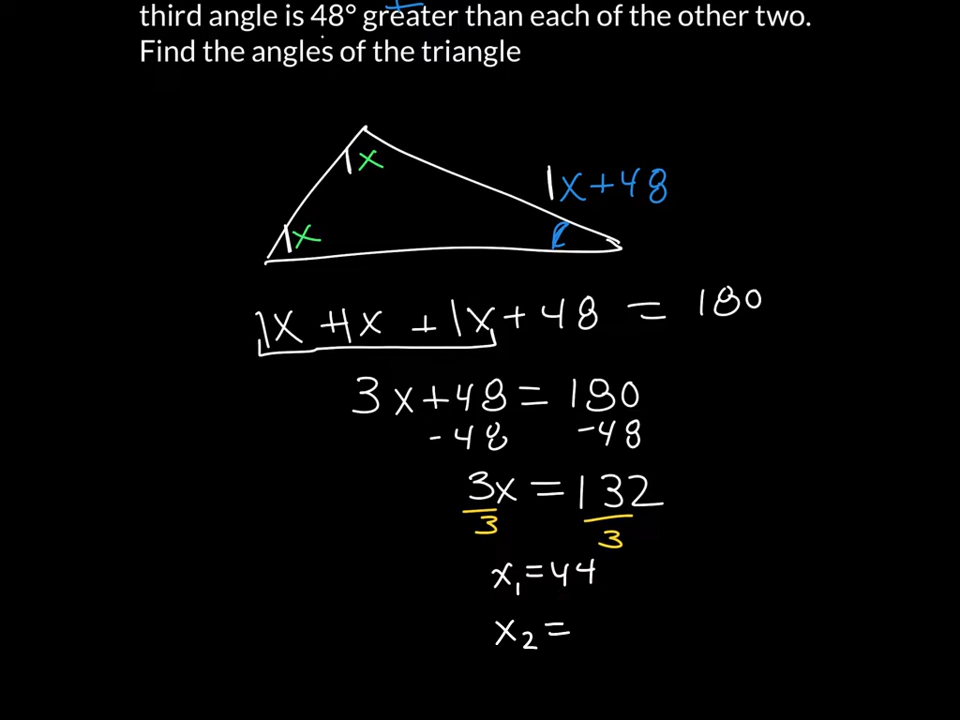 third angle is 48° greater than each of the other two.
Find the angles of the triangle
1x
1x+48
1x
1x + 1x + 1x + 48 = 180
3x+48 = 180
-48 -48
3x = 132
3 3
x₁=44
x₂=